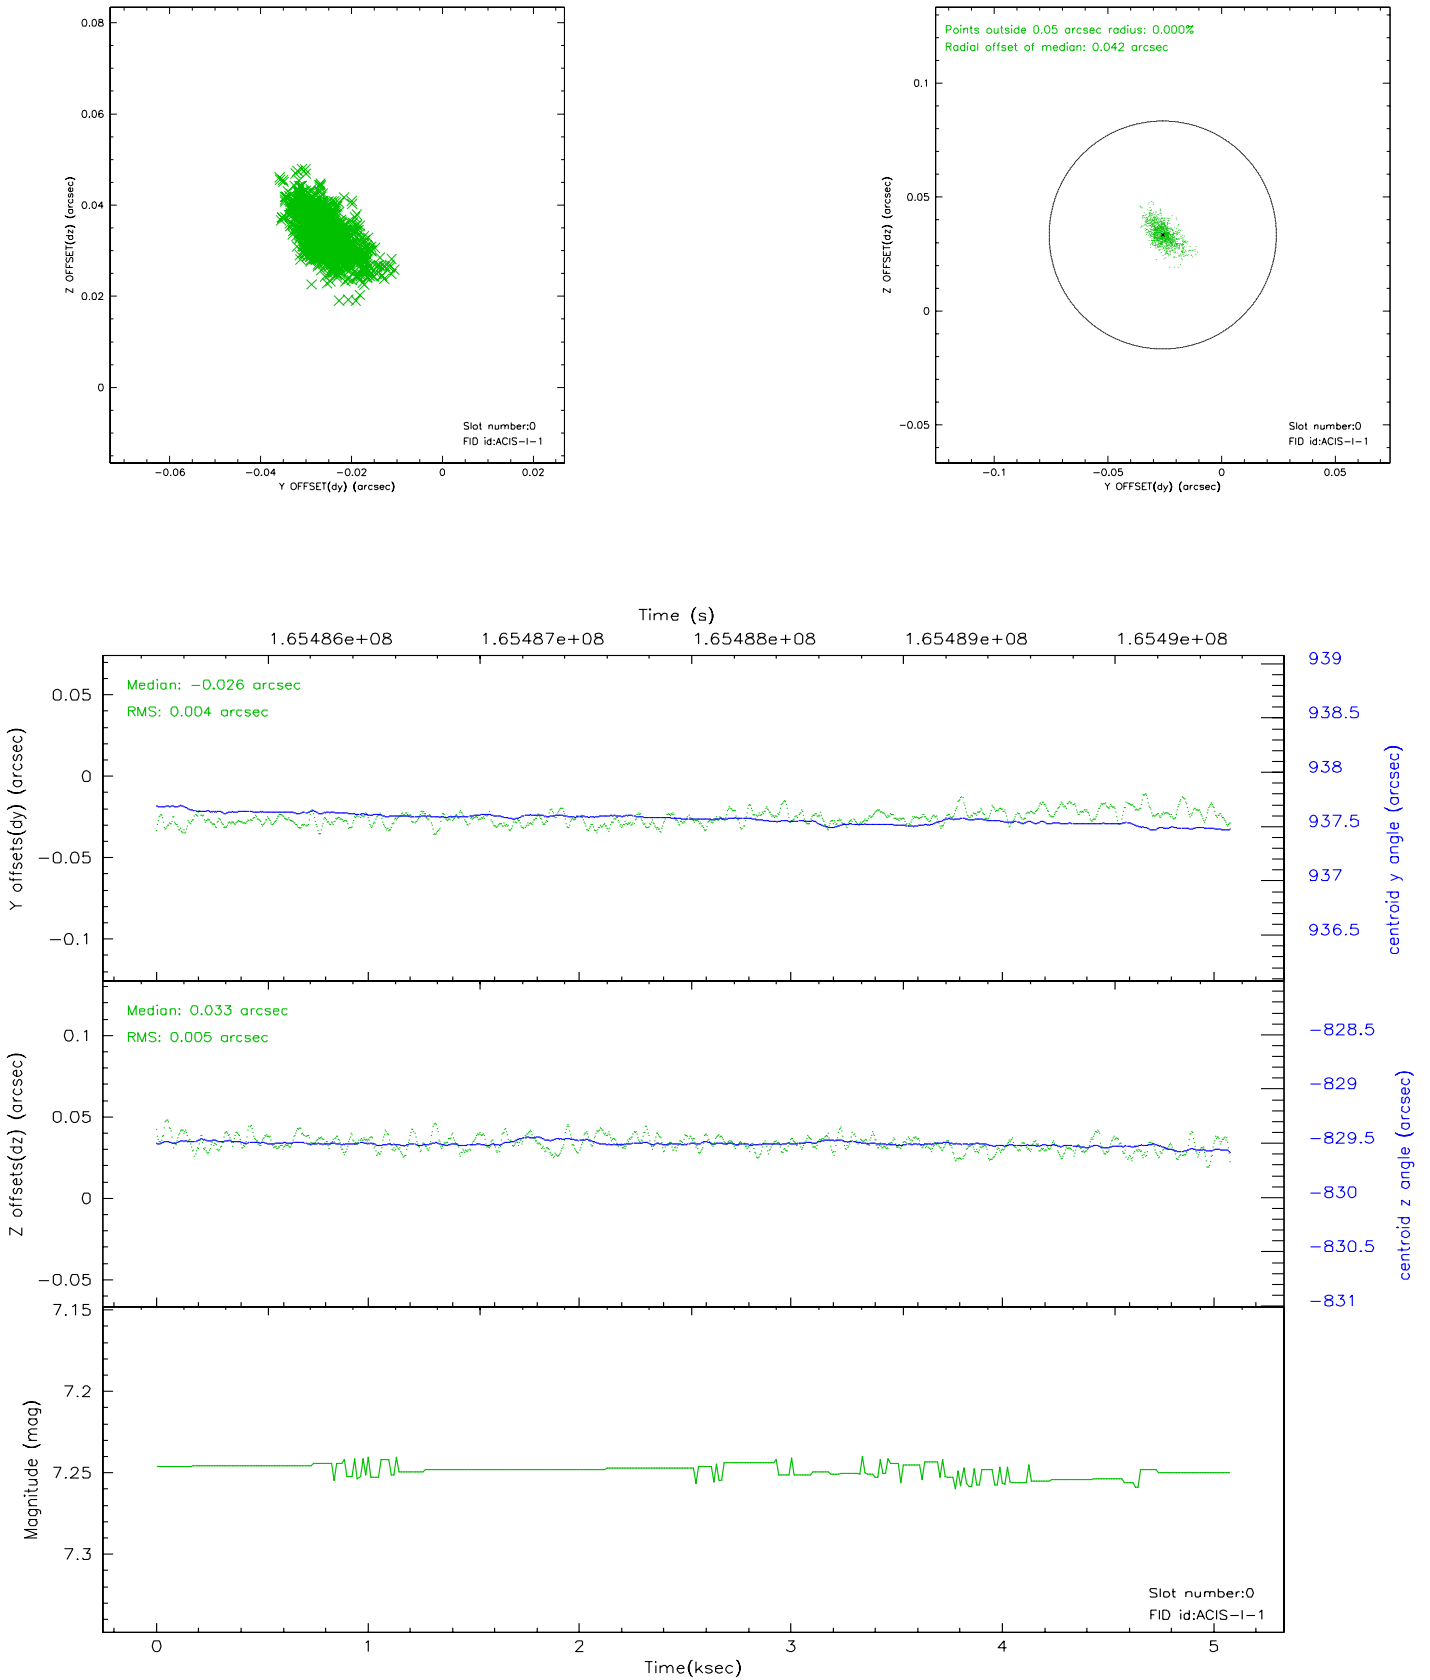 0.08
0.06
0.04
0.02
0
Z OFFSET(dz) (arcsec)
Slot number:0
FID id:ACIS-I-1
-0.06
-0.04
-0.02
0
0.02
Y OFFSET(dy) (arcsec)
Points outside 0.05 arcsec radius: 0.000%
Radial offset of median: 0.042 arcsec
0.1
0.05
0
-0.05
Z OFFSET(dz) (arcsec)
Slot number:0
FID id:ACIS-I-1
-0.1
-0.05
0
0.05
Y OFFSET(dy) (arcsec)
Time (s)
1.65486e+08
1.65487e+08
1.65488e+08
1.65489e+08
1.6549e+08
Median: -0.026 arcsec
RMS: 0.004 arcsec
0.05
0
-0.05
-0.1
Y offsets(dy) (arcsec)
939
938.5
938
937.5
937
936.5
centroid y angle (arcsec)
Median: 0.033 arcsec
RMS: 0.005 arcsec
0.1
0.05
0
-0.05
Z offsets(dz) (arcsec)
-828.5
-829
-829.5
-830
-830.5
-831
centroid z angle (arcsec)
7.15
7.2
7.25
7.3
Magnitude (mag)
Slot number:0
FID id:ACIS-I-1
0
1
2
3
4
5
Time(ksec)